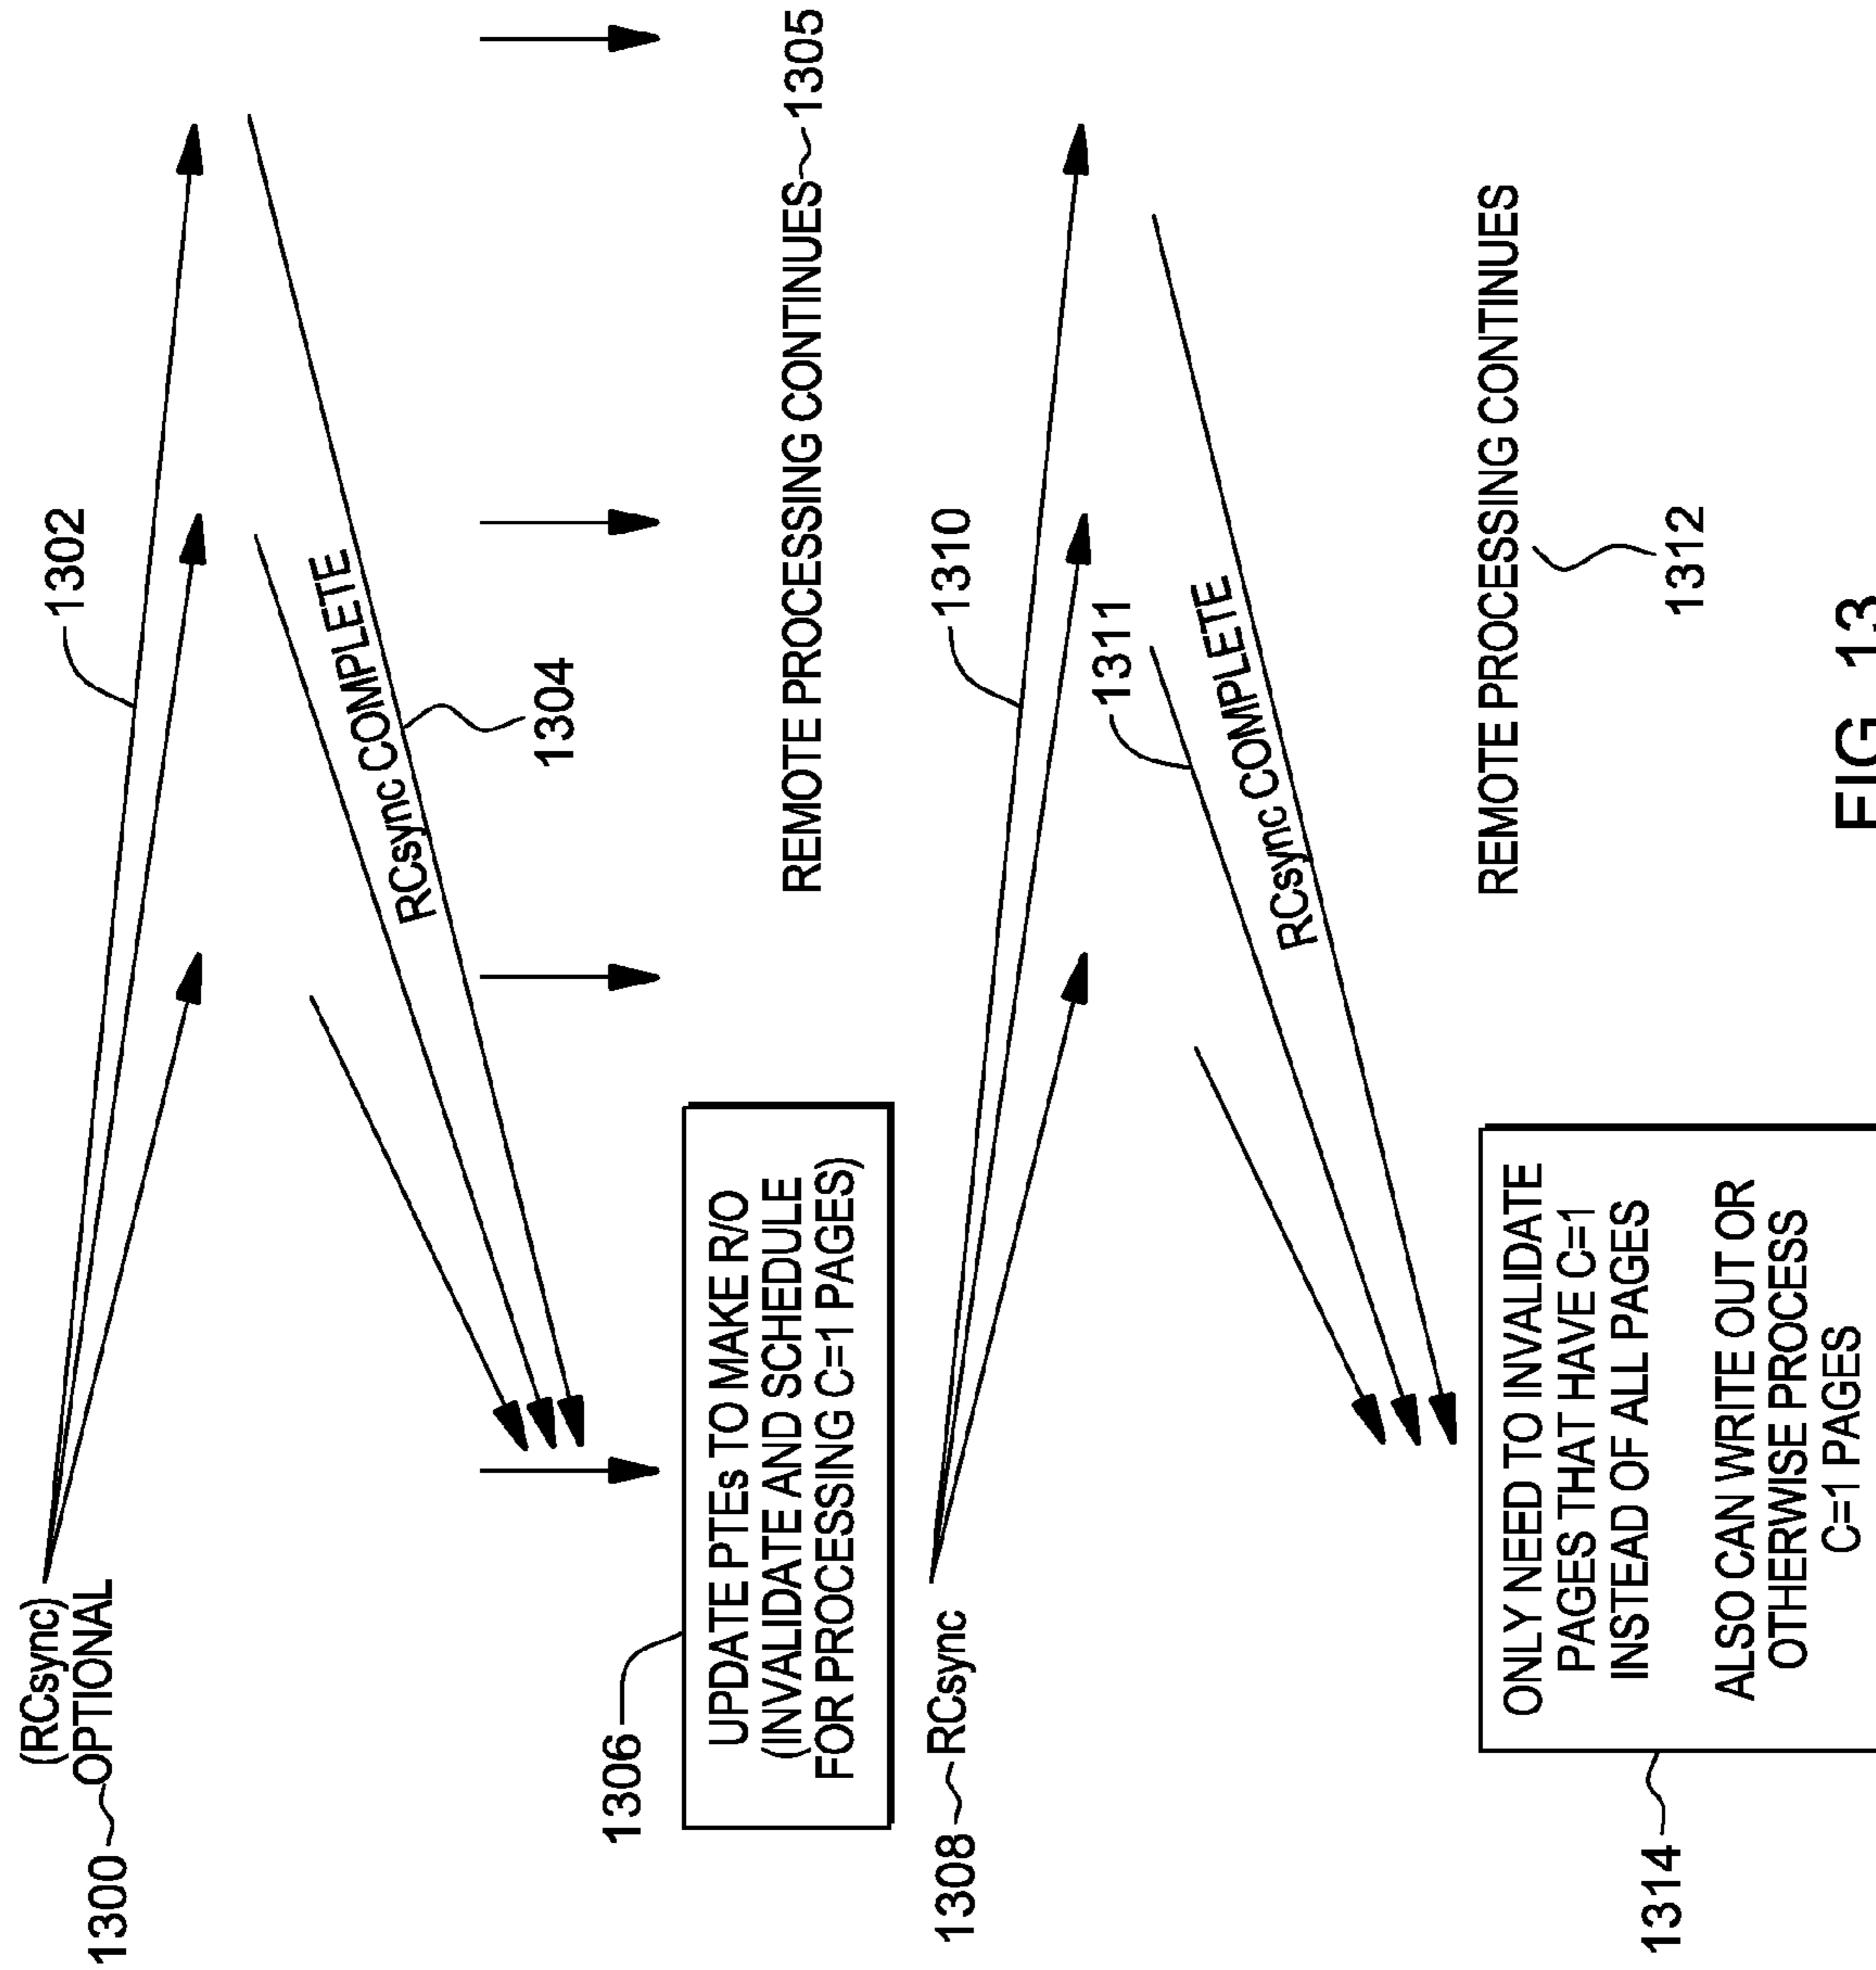 (RCsync)
1300 OPTIONAL
1302
RCsync COMPLETE
1304
REMOTE PROCESSING CONTINUES 1305
1306
UPDATE PTEs TO MAKE R/O
(INVALIDATE AND SCHEDULE
FOR PROCESSING C=1 PAGES)
1308 RCsync
1310
1311
RCsync COMPLETE
REMOTE PROCESSING CONTINUES
1312
1314
ONLY NEED TO INVALIDATE
PAGES THAT HAVE C=1
INSTEAD OF ALL PAGES
ALSO CAN WRITE OUT OR
OTHERWISE PROCESS
C=1 PAGES
FIG. 13